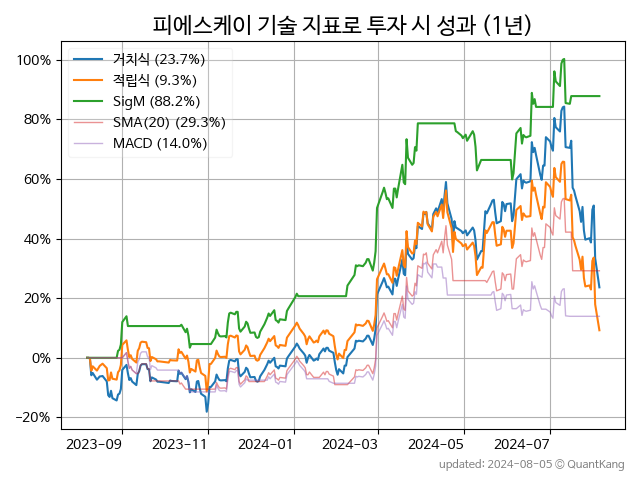 피에스케이 기술 지표로 투자 시 성과 (1년)
거치식 (23.7%)
적립식 (9.3%)
SigM (88.2%)
SMA(20) (29.3%)
MACD (14.0%)
100%
80%
60%
40%
20%
0%
−20%
2023-09 2023-11 2024-01 2024-03 2024-05 2024-07
updated: 2024-08-05 © QuantKang